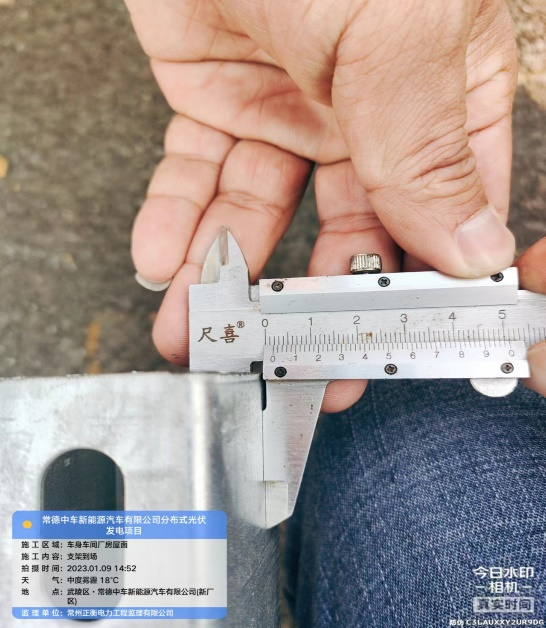 尺喜®
0 1 2 3 4 5
0 1 2 3 4 5 6 7 8 9 0
常德中车新能源汽车有限公司分布式光伏
发电项目
施工区域：车身车间厂房屋面
施工内容：支架到场
拍摄时间：2023.01.09 14:52
天 气：中度雾霾 18℃
地 点：武陵区·常德中车新能源汽车有限公司(新厂
区)
监理单位：常州正衡电力工程监理有限公司
今日水印
相机
真实时间
防伪 C3LAUXXY2UR9DG